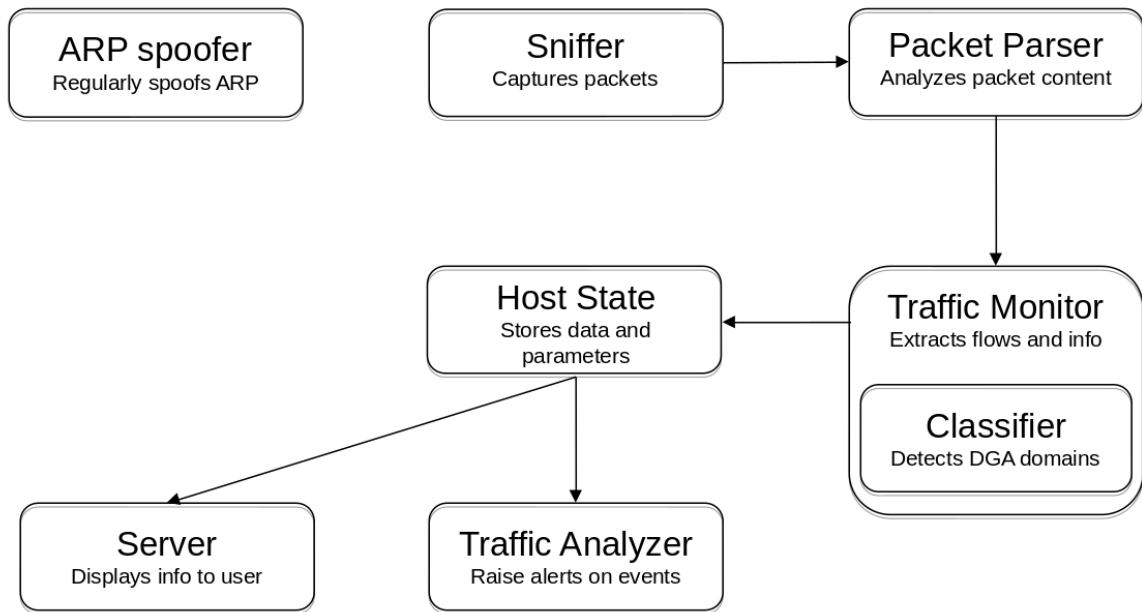 ARP spoofer
Regularly spoofs ARP
Sniffer
Captures packets
Packet Parser
Analyzes packet content
Host State
Stores data and
parameters
Traffic Monitor
Extracts flows and info
Classifier
Detects DGA domains
Server
Displays info to user
Traffic Analyzer
Raise alerts on events